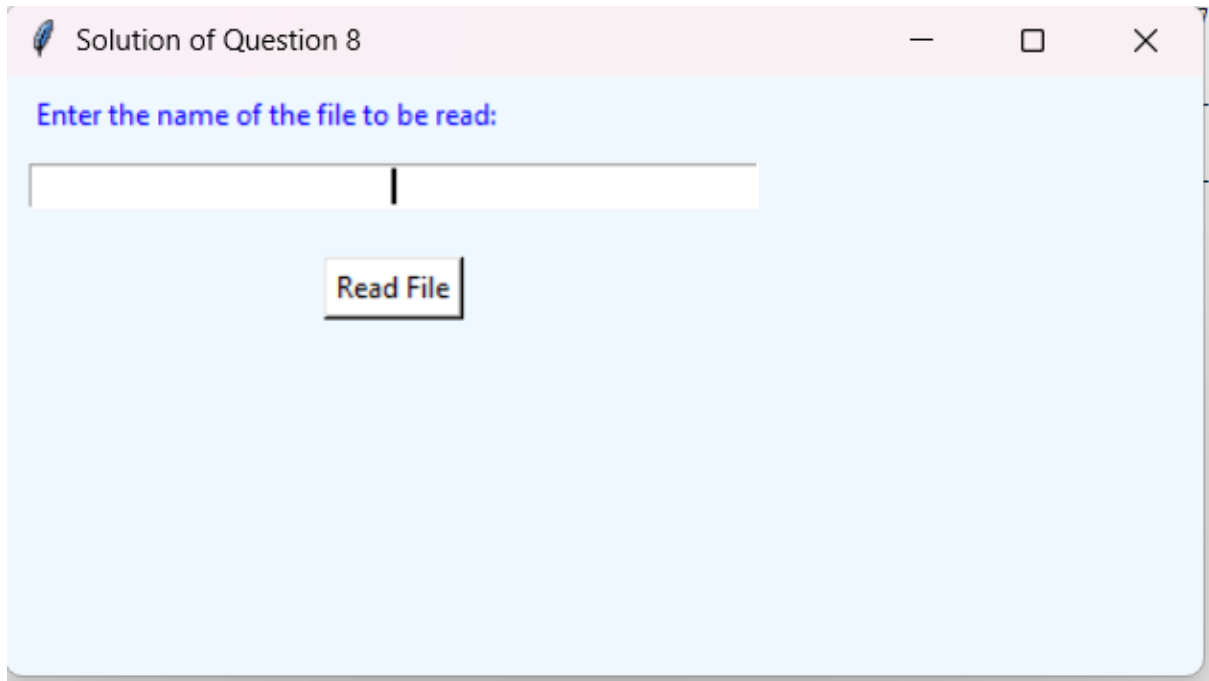 Solution of Question 8
Enter the name of the file to be read:
Read File